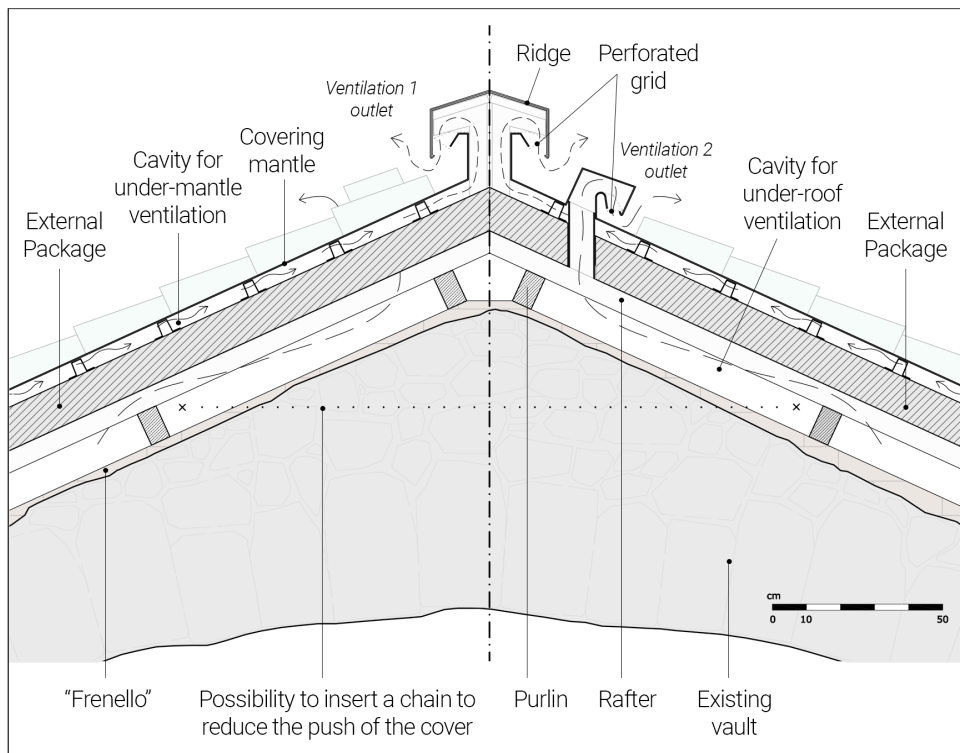 Ridge
Perforated
grid
Ventilation 1
outlet
Covering
mantle
Ventilation 2
outlet
Cavity for
under-mantle
ventilation
Cavity for
under-roof
ventilation
External
Package
External
Package
cm
0 10 50
“Frenello”
Possibility to insert a chain to
reduce the push of the cover
Purlin
Rafter
Existing
vault